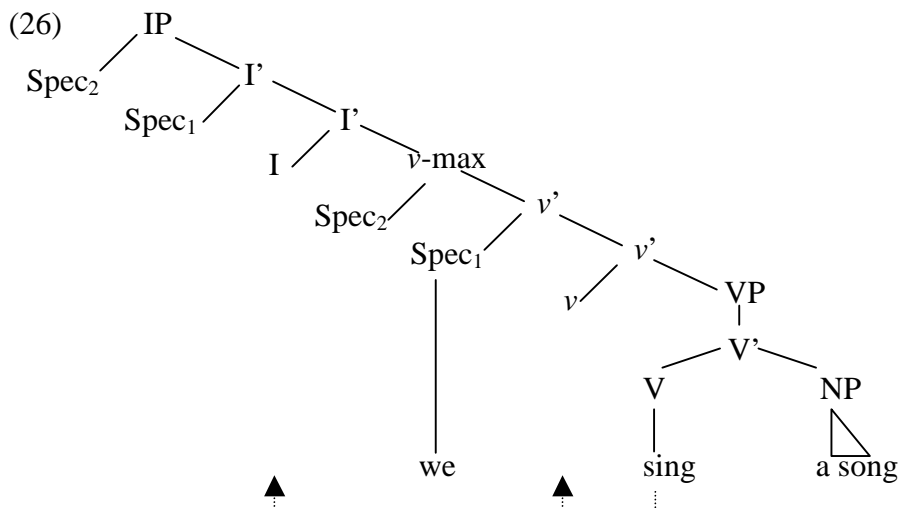 (26) IP
Spec₂ I’
Spec₁ I’
I v-max
Spec₂ v’
Spec₁ v’
v VP
V’
V NP
we sing a song